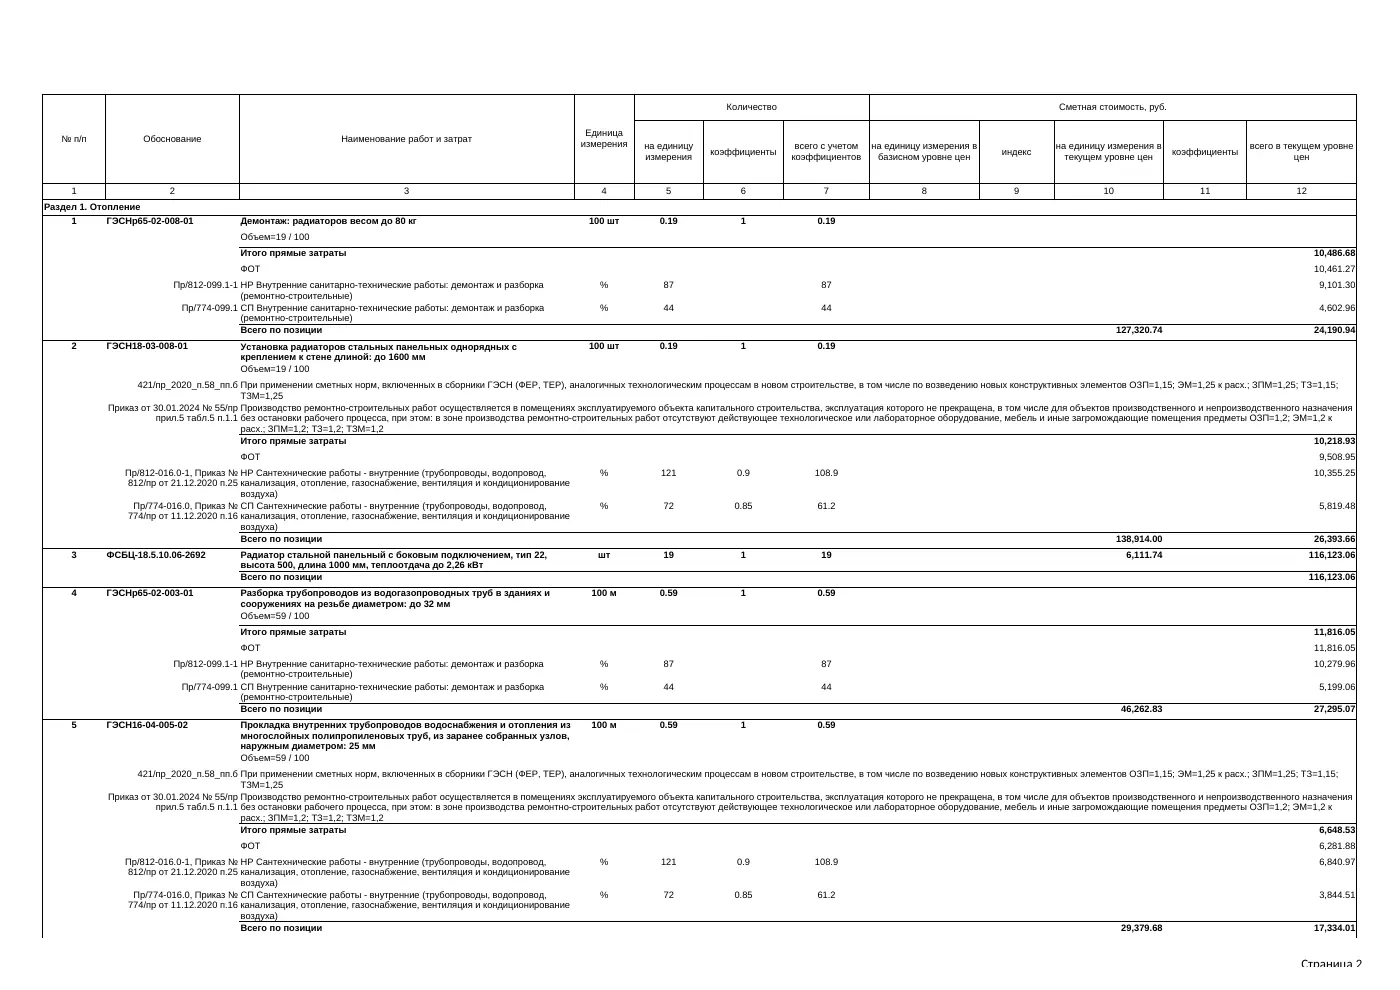 № п/п Обоснование Наименование работ и затрат Единица измерения Количество Сметная стоимость, руб.
на единицу измерения коэффициенты всего с учетом коэффициентов на единицу измерения в базисном уровне цен индекс на единицу измерения в текущем уровне цен коэффициенты всего в текущем уровне цен
1 2 3 4 5 6 7 8 9 10 11 12
Раздел 1. Отопление
1 ГЭСНр65-02-008-01 Демонтаж: радиаторов весом до 80 кг 100 шт 0.19 1 0.19
Объем=19 / 100
Итого прямые затраты 10,486.68
ФОТ 10,461.27
Пр/812-099.1-1 НР Внутренние санитарно-технические работы: демонтаж и разборка % 87 87 9,101.30
(ремонтно-строительные)
Пр/774-099.1 СП Внутренние санитарно-технические работы: демонтаж и разборка % 44 44 4,602.96
(ремонтно-строительные)
Всего по позиции 127,320.74 24,190.94
2 ГЭСН18-03-008-01 Установка радиаторов стальных панельных однорядных с 100 шт 0.19 1 0.19
креплением к стене длиной: до 1600 мм
Объем=19 / 100
421/пр_2020_п.58_пп.б При применении сметных норм, включенных в сборники ГЭСН (ФЕР, ТЕР), аналогичных технологическим процессам в новом строительстве, в том числе по возведению новых конструктивных элементов ОЗП=1,15; ЭМ=1,25 к расх.; ЗПМ=1,25; ТЗ=1,15;
ТЗМ=1,25
Приказ от 30.01.2024 № 55/пр Производство ремонтно-строительных работ осуществляется в помещениях эксплуатируемого объекта капитального строительства, эксплуатация которого не прекращена, в том числе для объектов производственного и непроизводственного назначения
прил.5 табл.5 п.1.1 без остановки рабочего процесса, при этом: в зоне производства ремонтно-строительных работ отсутствуют действующее технологическое или лабораторное оборудование, мебель и иные загромождающие помещения предметы ОЗП=1,2; ЭМ=1,2 к
расх.; ЗПМ=1,2; ТЗ=1,2; ТЗМ=1,2
Итого прямые затраты 10,218.93
ФОТ 9,508.95
Пр/812-016.0-1, Приказ № НР Сантехнические работы - внутренние (трубопроводы, водопровод, % 121 0.9 108.9 10,355.25
812/пр от 21.12.2020 п.25 канализация, отопление, газоснабжение, вентиляция и кондиционирование
воздуха)
Пр/774-016.0, Приказ № СП Сантехнические работы - внутренние (трубопроводы, водопровод, % 72 0.85 61.2 5,819.48
774/пр от 11.12.2020 п.16 канализация, отопление, газоснабжение, вентиляция и кондиционирование
воздуха)
Всего по позиции 138,914.00 26,393.66
3 ФСБЦ-18.5.10.06-2692 Радиатор стальной панельный с боковым подключением, тип 22, шт 19 1 19 6,111.74 116,123.06
высота 500, длина 1000 мм, теплоотдача до 2,26 кВт
Всего по позиции 116,123.06
4 ГЭСНр65-02-003-01 Разборка трубопроводов из водогазопроводных труб в зданиях и 100 м 0.59 1 0.59
сооружениях на резьбе диаметром: до 32 мм
Объем=59 / 100
Итого прямые затраты 11,816.05
ФОТ 11,816.05
Пр/812-099.1-1 НР Внутренние санитарно-технические работы: демонтаж и разборка % 87 87 10,279.96
(ремонтно-строительные)
Пр/774-099.1 СП Внутренние санитарно-технические работы: демонтаж и разборка % 44 44 5,199.06
(ремонтно-строительные)
Всего по позиции 46,262.83 27,295.07
5 ГЭСН16-04-005-02 Прокладка внутренних трубопроводов водоснабжения и отопления из 100 м 0.59 1 0.59
многослойных полипропиленовых труб, из заранее собранных узлов,
наружным диаметром: 25 мм
Объем=59 / 100
421/пр_2020_п.58_пп.б При применении сметных норм, включенных в сборники ГЭСН (ФЕР, ТЕР), аналогичных технологическим процессам в новом строительстве, в том числе по возведению новых конструктивных элементов ОЗП=1,15; ЭМ=1,25 к расх.; ЗПМ=1,25; ТЗ=1,15;
ТЗМ=1,25
Приказ от 30.01.2024 № 55/пр Производство ремонтно-строительных работ осуществляется в помещениях эксплуатируемого объекта капитального строительства, эксплуатация которого не прекращена, в том числе для объектов производственного и непроизводственного назначения
прил.5 табл.5 п.1.1 без остановки рабочего процесса, при этом: в зоне производства ремонтно-строительных работ отсутствуют действующее технологическое или лабораторное оборудование, мебель и иные загромождающие помещения предметы ОЗП=1,2; ЭМ=1,2 к
расх.; ЗПМ=1,2; ТЗ=1,2; ТЗМ=1,2
Итого прямые затраты 6,648.53
ФОТ 6,281.88
Пр/812-016.0-1, Приказ № НР Сантехнические работы - внутренние (трубопроводы, водопровод, % 121 0.9 108.9 6,840.97
812/пр от 21.12.2020 п.25 канализация, отопление, газоснабжение, вентиляция и кондиционирование
воздуха)
Пр/774-016.0, Приказ № СП Сантехнические работы - внутренние (трубопроводы, водопровод, % 72 0.85 61.2 3,844.51
774/пр от 11.12.2020 п.16 канализация, отопление, газоснабжение, вентиляция и кондиционирование
воздуха)
Всего по позиции 29,379.68 17,334.01
Страница 2